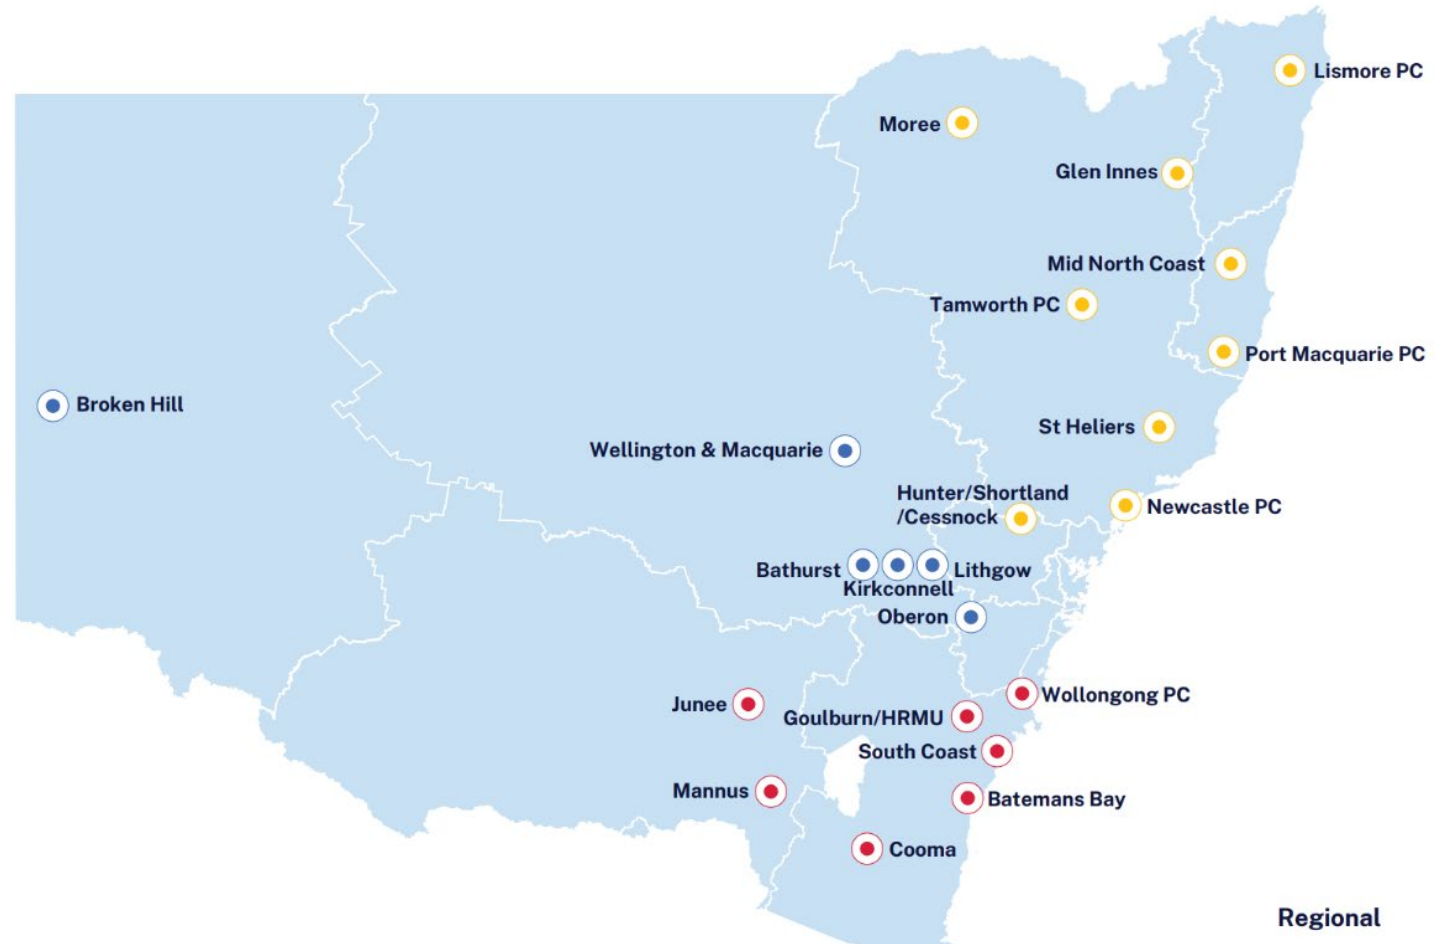 Lismore PC
Moree
Glen Innes
Mid North Coast
Tamworth PC
Port Macquarie PC
Broken Hill
St Heliers
Wellington & Macquarie
Hunter/Shortland
/Cessnock
Newcastle PC
Bathurst
Lithgow
Kirkconnell
Oberon
Wollongong PC
Junee
Goulburn/HRMU
South Coast
Mannus
Batemans Bay
Cooma
Regional